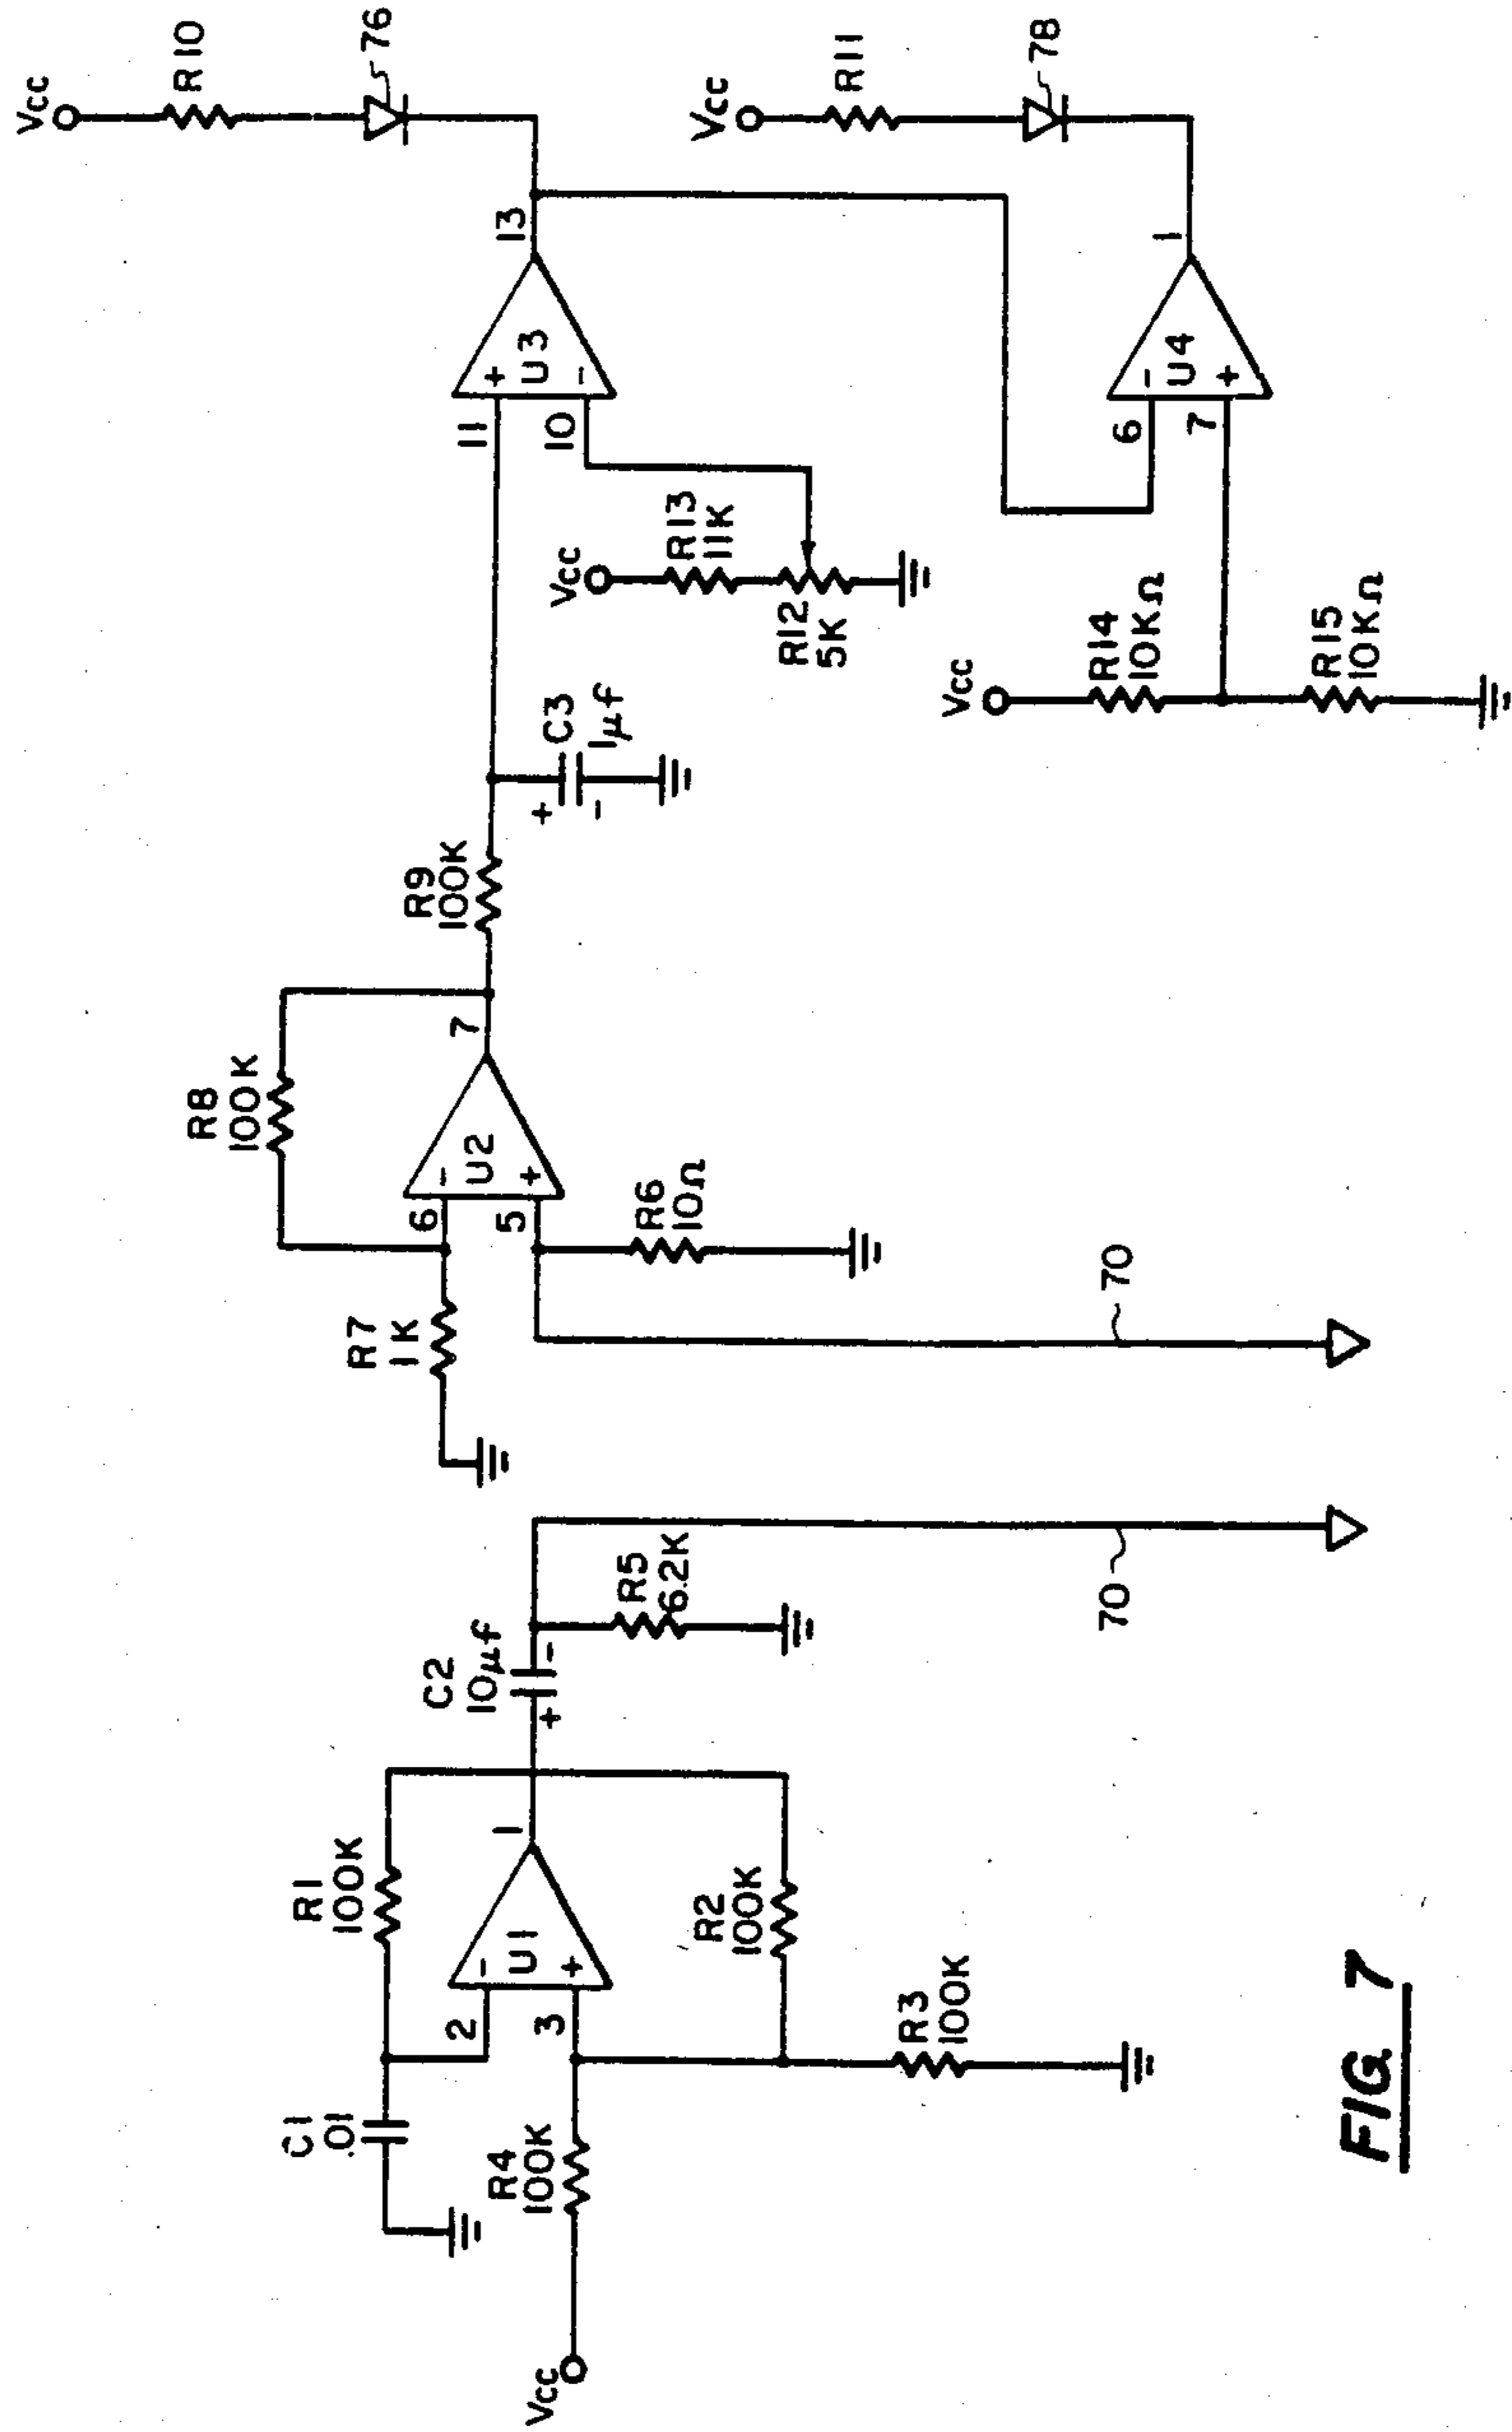 Vcc
R4
100K
C1
.01
2
3
-
U1
+
1
R1
100K
R2
100K
R3
100K
C2
10µf
+
-
R5
6.2K
70
70
R7
1K
6
5
-
U2
+
7
R8
100K
R6
10Ω
R9
100K
C3
1µf
+
-
Vcc
R13
11K
R12
5K
11
10
+
U3
-
13
Vcc
R10
76
Vcc
R14
10KΩ
R15
10KΩ
6
7
-
U4
+
1
Vcc
R11
78
FIG 7